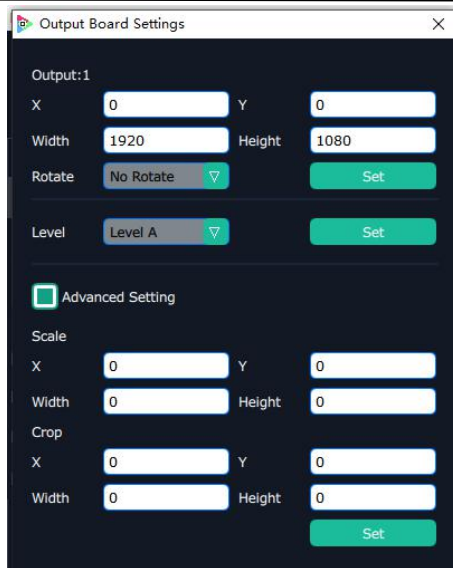 Output Board Settings
Output:1
X 0 Y 0
Width 1920 Height 1080
Rotate No Rotate Set
Level Level A Set
Advanced Setting
Scale
X 0 Y 0
Width 0 Height 0
Crop
X 0 Y 0
Width 0 Height 0
Set